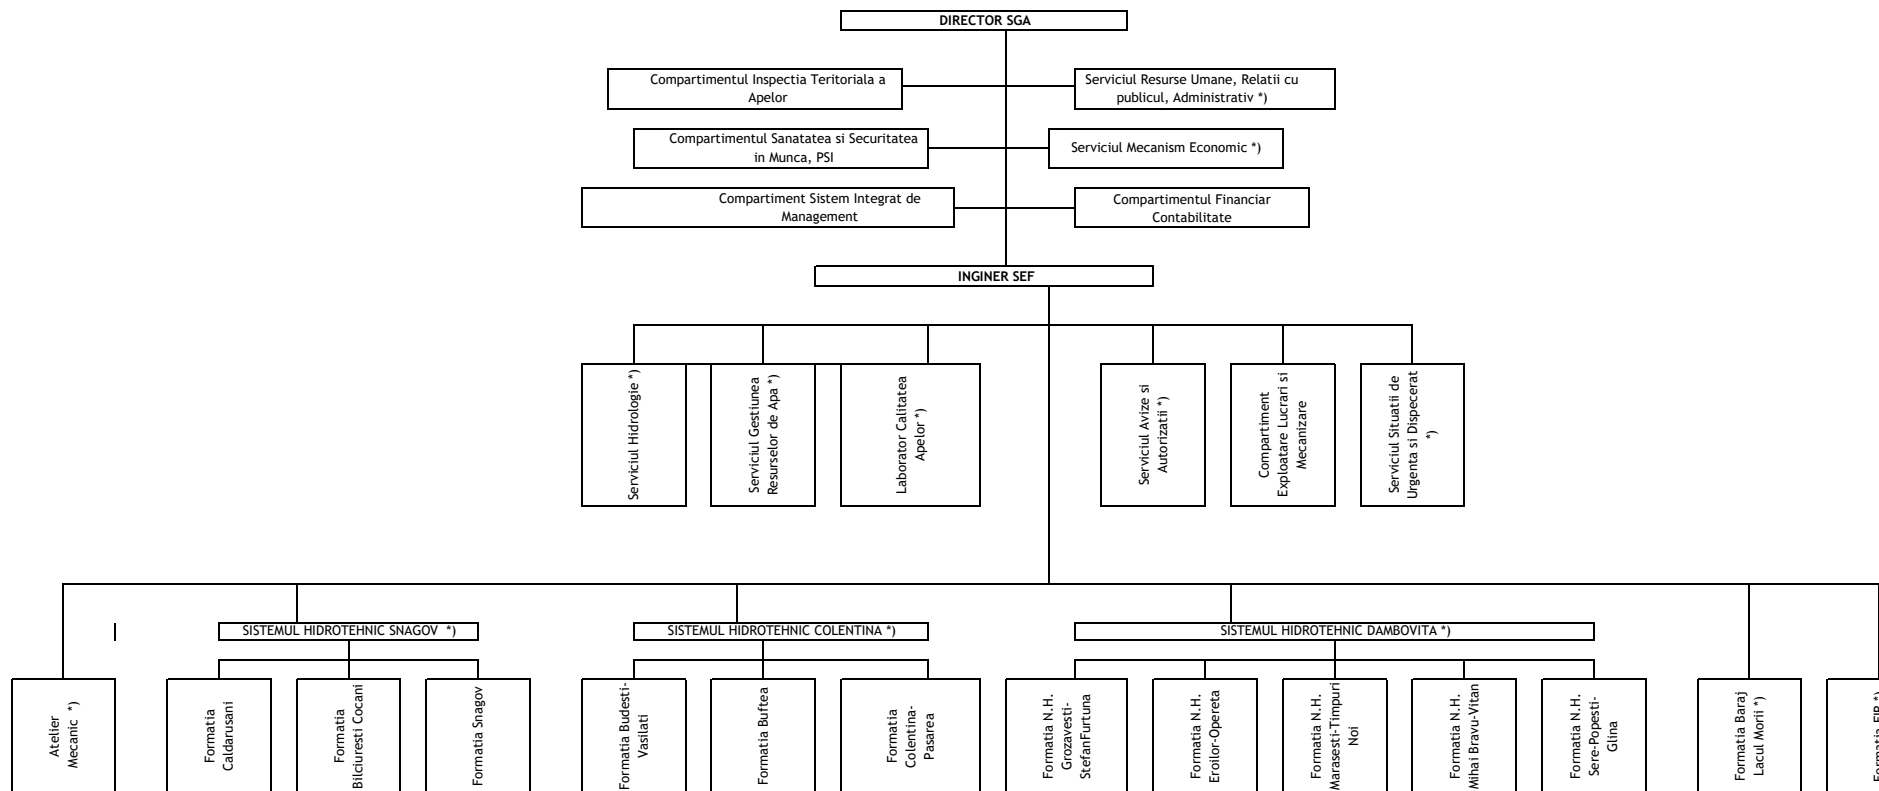 DIRECTOR SGA
Compartimentul Inspectia Teritoriala a
Apelor
Serviciul Resurse Umane, Relatii cu
publicul, Administrativ *)
Compartimentul Sanatatea si Securitatea
in Munca, PSI
Serviciul Mecanism Economic *)
Compartiment Sistem Integrat de
Management
Compartimentul Financiar
Contabilitate
INGINER SEF
Serviciul Hidrologie *)
Serviciul Gestiunea
Resurselor de Apa *)
Laborator Calitatea
Apelor *)
Serviciul Avize si
Autorizatii *)
Compartiment
Exploatare Lucrari si
Mecanizare
Serviciul Situatii de
Urgenta si Dispecerat
*)
SISTEMUL HIDROTEHNIC SNAGOV *)
SISTEMUL HIDROTEHNIC COLENTINA *)
SISTEMUL HIDROTEHNIC DAMBOVITA *)
Atelier
Mecanic *)
Formatia
Caldarusani
Formatia
Bilciuresti Cocani
Formatia Snagov
Formatia Budesti-
Vasilati
Formatia Buftea
Formatia
Colentina-
Pasarea
Formatia N.H.
Grozavesti-
StefanFurtuna
Formatia N.H.
Eroilor-Opereta
Formatia N.H.
Marasesti-Timpuri
Noi
Formatia N.H.
Mihai Bravu-Vitan
Formatia N.H.
Sere-Popesti-
Glina
Formatia Baraj
Lacul Morii *)
Formatia FIP *)